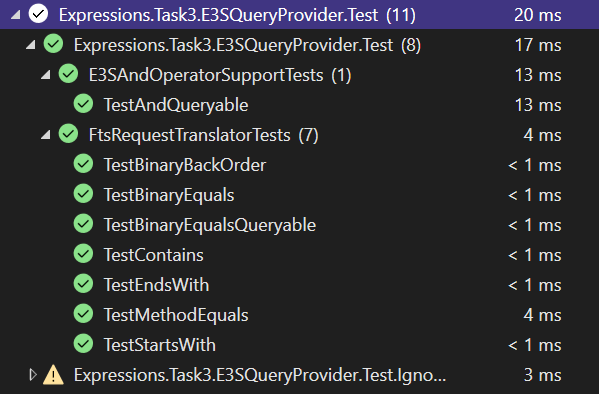 Expressions.Task3.E3SQueryProvider.Test (11) 20 ms
Expressions.Task3.E3SQueryProvider.Test (8) 17 ms
E3SAndOperatorSupportTests (1) 13 ms
TestAndQueryable 13 ms
FtsRequestTranslatorTests (7) 4 ms
TestBinaryBackOrder < 1 ms
TestBinaryEquals < 1 ms
TestBinaryEqualsQueryable < 1 ms
TestContains < 1 ms
TestEndsWith < 1 ms
TestMethodEquals 4 ms
TestStartsWith < 1 ms
Expressions.Task3.E3SQueryProvider.Test.Igno... 3 ms